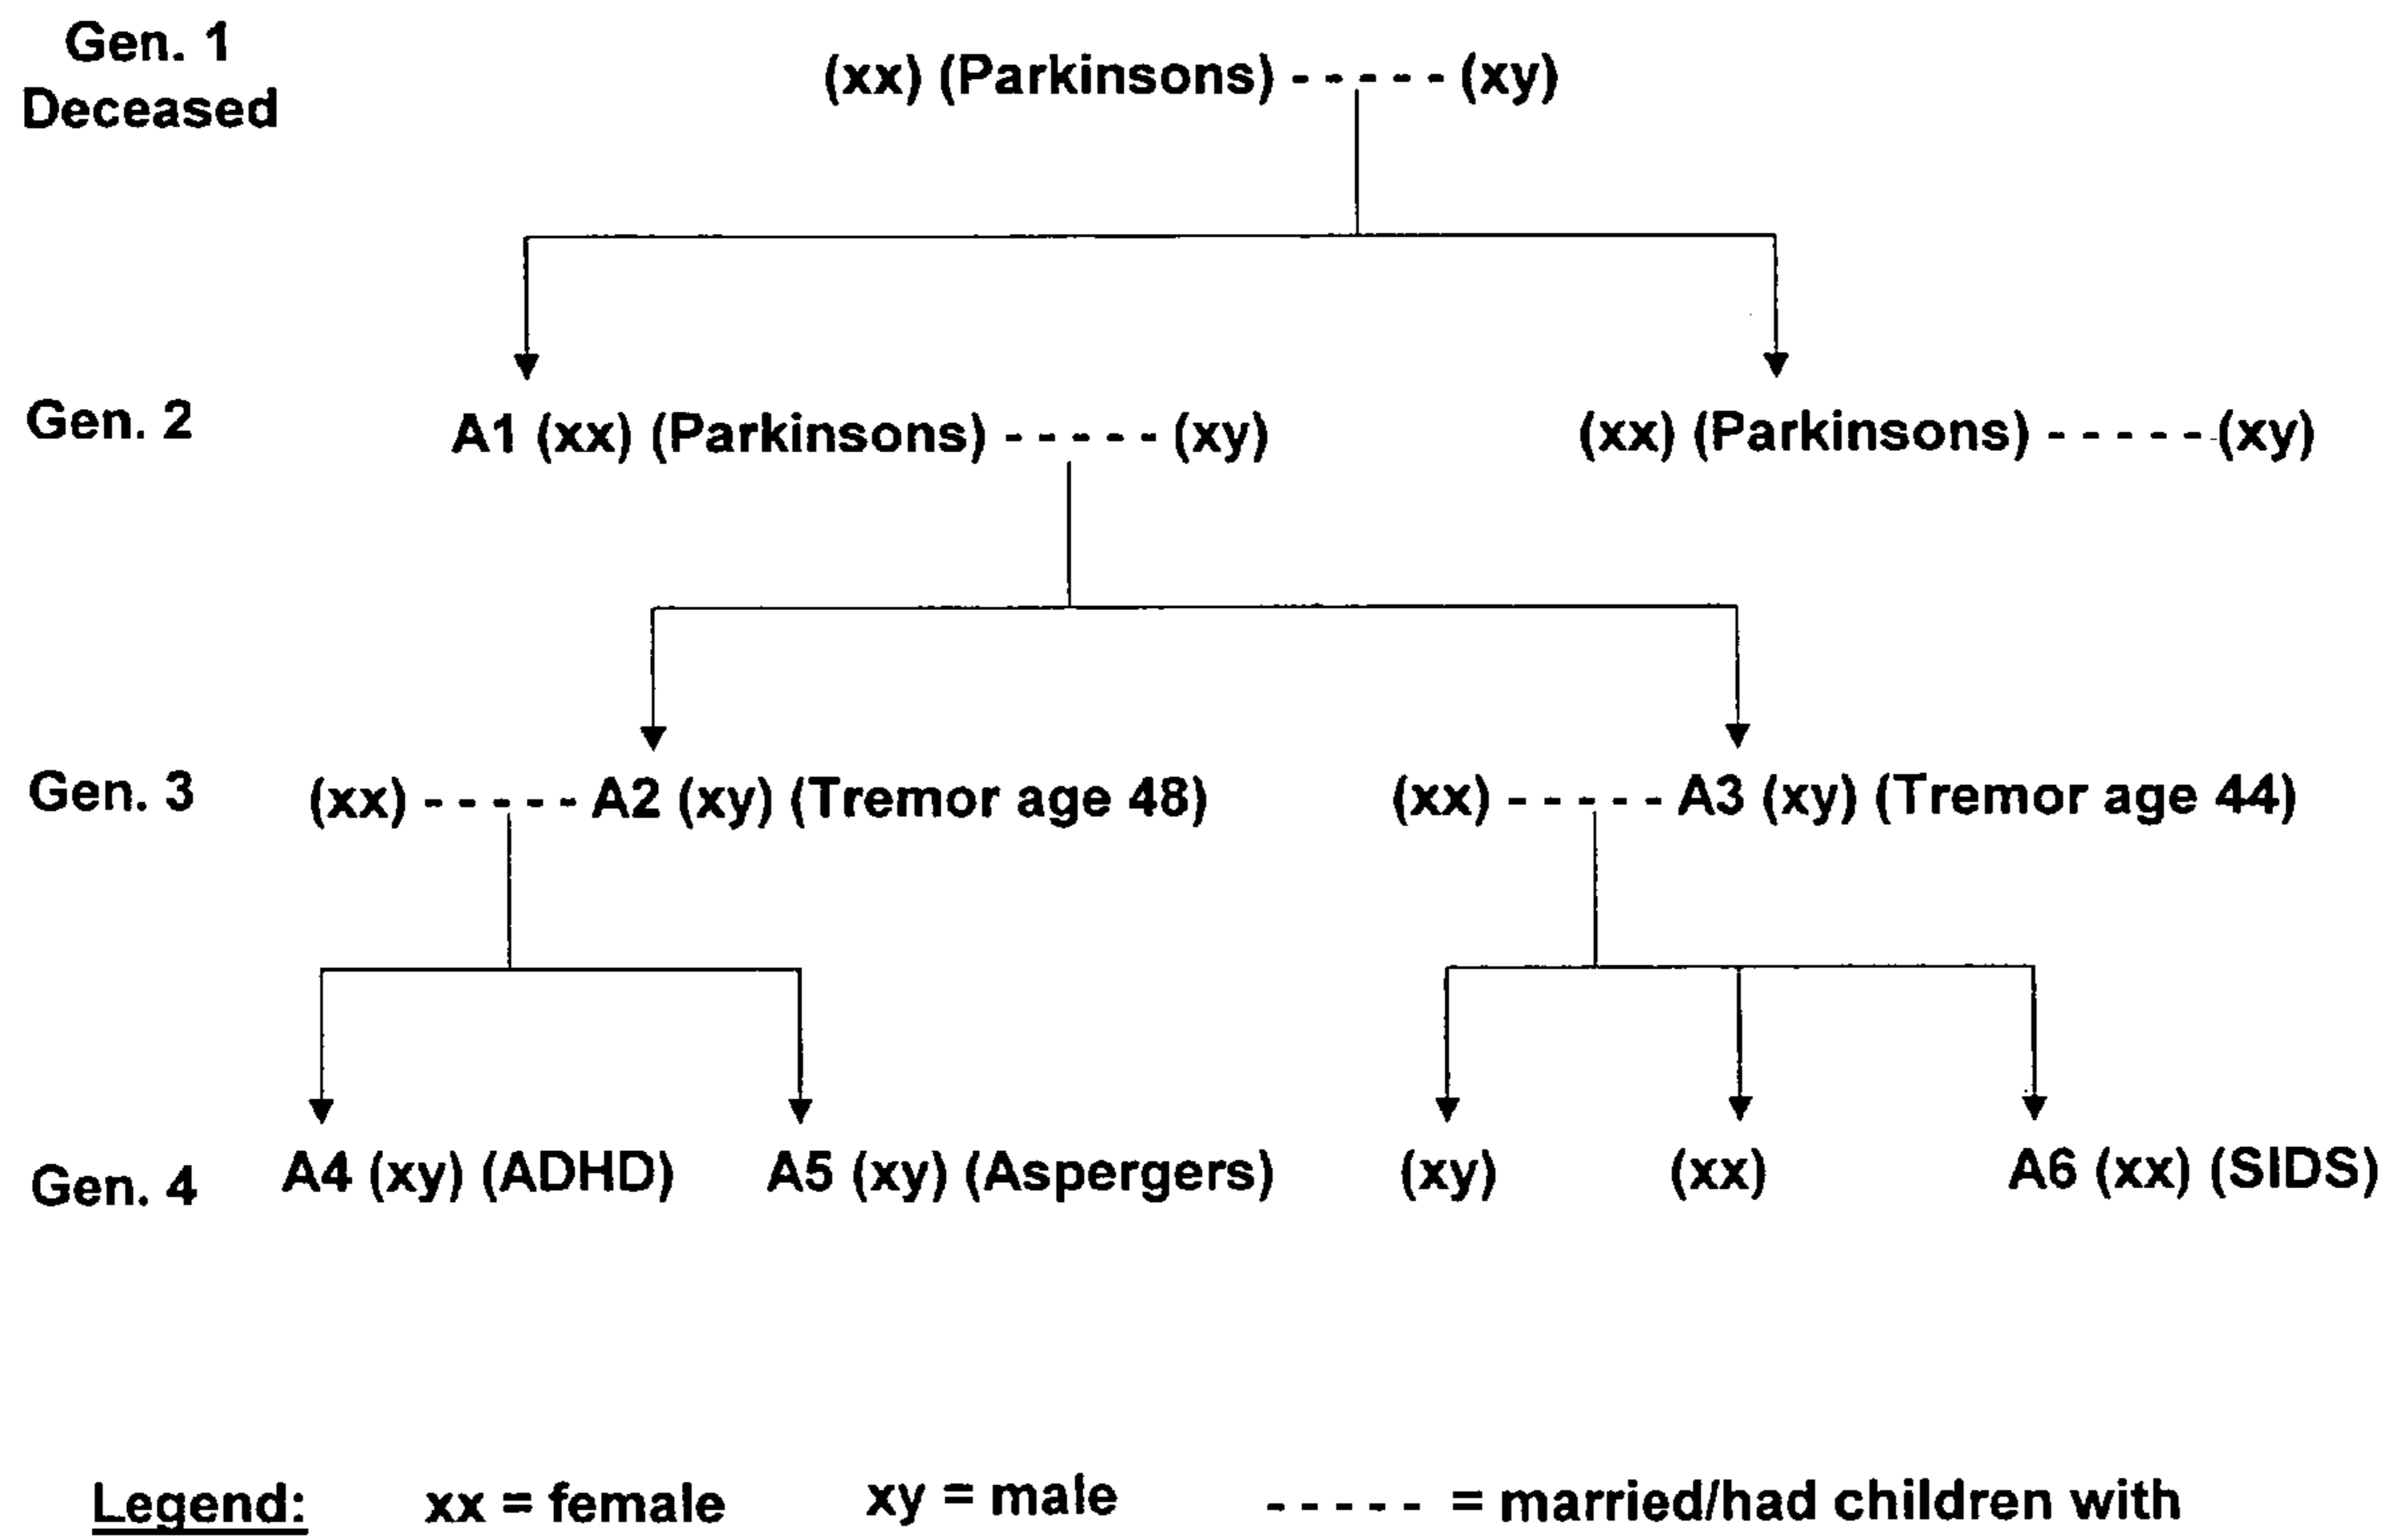 Gen. 1
Deceased
(xx) (Parkinsons) - - - - - (xy)
Gen. 2
A1 (xx) (Parkinsons) - - - - - (xy)
(xx) (Parkinsons) - - - - - (xy)
Gen. 3
(xx) - - - - - A2 (xy) (Tremor age 48)
(xx) - - - - - A3 (xy) (Tremor age 44)
Gen. 4
A4 (xy) (ADHD)
A5 (xy) (Aspergers)
(xy)
(xx)
A6 (xx) (SIDS)
Legend: xx = female xy = male - - - - - = married/had children with